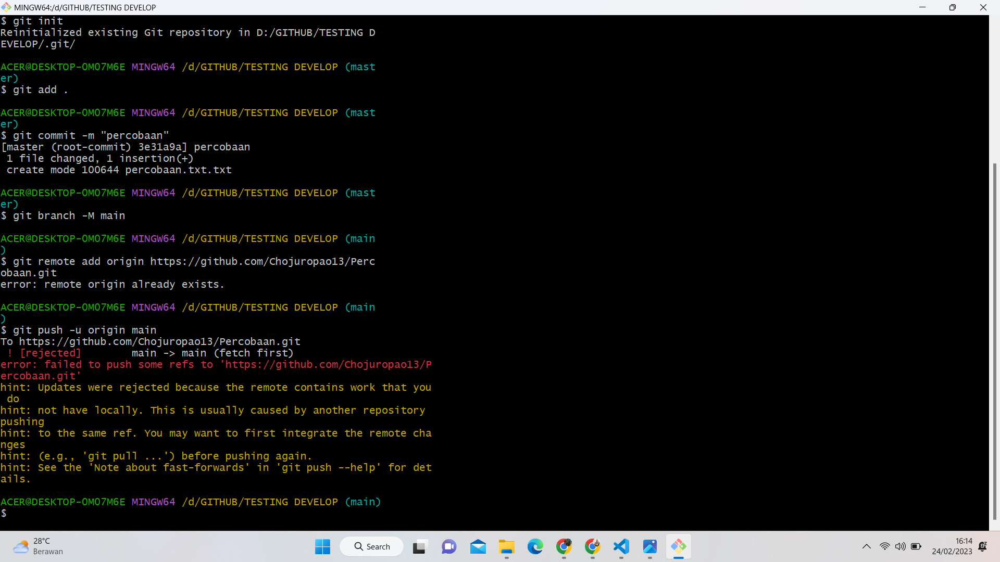 MINGW64:/d/GITHUB/TESTING DEVELOP
$ git init
Reinitialized existing Git repository in D:/GITHUB/TESTING D
EVELOP/.git/
ACER@DESKTOP-0MO7M6E MINGW64 /d/GITHUB/TESTING DEVELOP (mast
er)
$ git add .
ACER@DESKTOP-0MO7M6E MINGW64 /d/GITHUB/TESTING DEVELOP (mast
er)
$ git commit -m "percobaan"
[master (root-commit) 3e31a9a] percobaan
 1 file changed, 1 insertion(+)
 create mode 100644 percobaan.txt.txt
ACER@DESKTOP-0MO7M6E MINGW64 /d/GITHUB/TESTING DEVELOP (mast
er)
$ git branch -M main
ACER@DESKTOP-0MO7M6E MINGW64 /d/GITHUB/TESTING DEVELOP (main
)
$ git remote add origin https://github.com/Chojuropao13/Perc
obaan.git
error: remote origin already exists.
ACER@DESKTOP-0MO7M6E MINGW64 /d/GITHUB/TESTING DEVELOP (main
)
$ git push -u origin main
To https://github.com/Chojuropao13/Percobaan.git
 ! [rejected]        main -> main (fetch first)
error: failed to push some refs to 'https://github.com/Chojuropao13/P
ercobaan.git'
hint: Updates were rejected because the remote contains work that you
 do
hint: not have locally. This is usually caused by another repository
pushing
hint: to the same ref. You may want to first integrate the remote cha
nges
hint: (e.g., 'git pull ...') before pushing again.
hint: See the 'Note about fast-forwards' in 'git push --help' for det
ails.
ACER@DESKTOP-0MO7M6E MINGW64 /d/GITHUB/TESTING DEVELOP (main)
$
28°C
Berawan
Search
16:14
24/02/2023